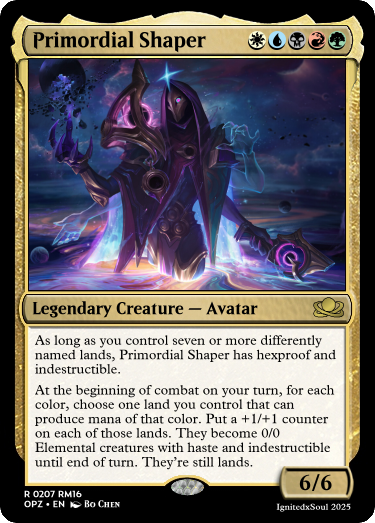 Primordial Shaper
Legendary Creature — Avatar
As long as you control seven or more differently
named lands, Primordial Shaper has hexproof and
indestructible.
At the beginning of combat on your turn, for each
color, choose one land you control that can
produce mana of that color. Put a +1/+1 counter
on each of those lands. They become 0/0
Elemental creatures with haste and indestructible
until end of turn. They're still lands.
6/6
R 0207 RM16
OPZ • EN Bo Chen
IgnitedxSoul 2025